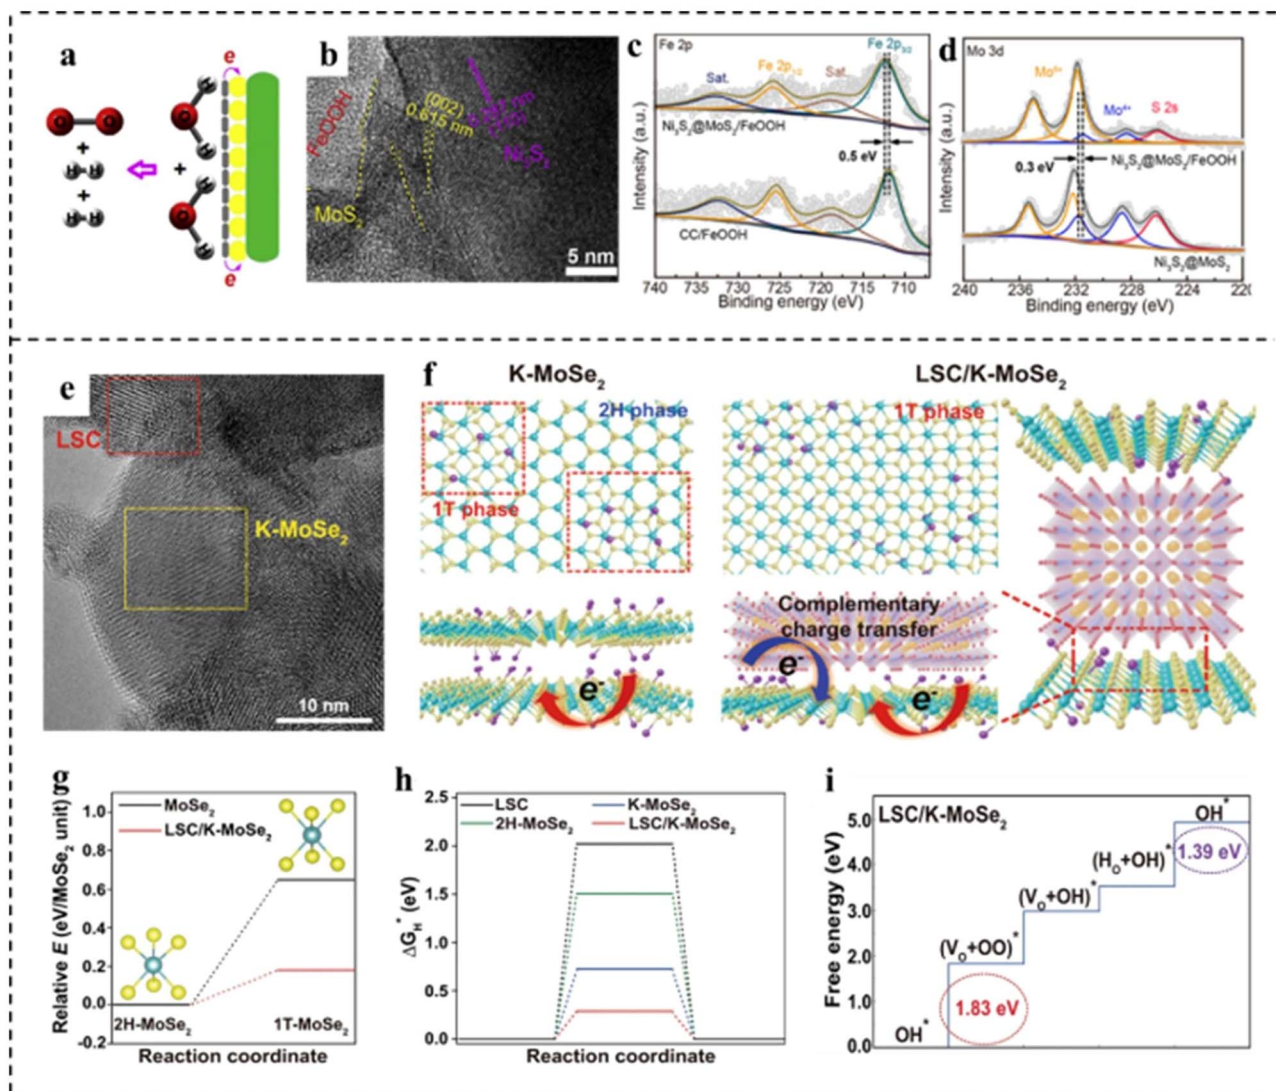 a
e
O
O
+
H
H
+
H
H
H
O
H
+
H
O
H
e
b
FeOOH
(002)
0.615 nm
Ni₃S₂
MoS₂
5 nm
c
Fe 2p
Fe 2p₃/₂
Sat.
Fe 2p₁/₂
Sat.
Ni₃S₂@MoS₂/FeOOH
0.5 eV
CC/FeOOH
Intensity (a.u.)
740 735 730 725 720 715 710
Binding energy (eV)
d
Mo 3d
Mo⁶⁺
Mo⁴⁺
S 2s
Ni₃S₂@MoS₂/FeOOH
0.3 eV
Ni₃S₂@MoS₂
Intensity (a.u.)
240 236 232 228 224 220
Binding energy (eV)
e
LSC
K-MoSe₂
10 nm
f
K-MoSe₂
LSC/K-MoSe₂
2H phase
1T phase
1T phase
Complementary
charge transfer
e⁻
e⁻
e⁻
g
MoSe₂
LSC/K-MoSe₂
Relative E (eV/MoSe₂ unit)
1.0
0.8
0.6
0.4
0.2
0.0
-0.2
2H-MoSe₂
1T-MoSe₂
Reaction coordinate
h
LSC
K-MoSe₂
2H-MoSe₂
LSC/K-MoSe₂
ΔG_H* (eV)
2.5
2.0
1.5
1.0
0.5
0.0
Reaction coordinate
i
LSC/K-MoSe₂
OH*
1.39 eV
(H_O+OH)*
(V_O+OH)*
(V_O+OO)*
1.83 eV
OH*
Free energy (eV)
5.0
4.0
3.0
2.0
1.0
0.0